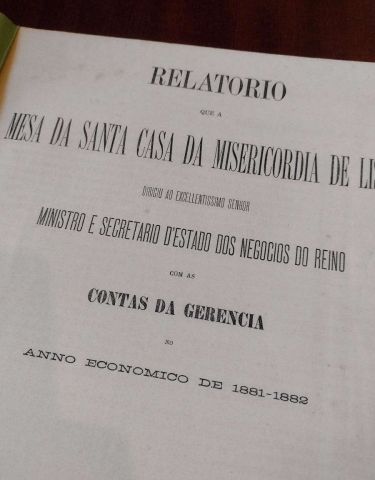 RELATORIO
QUE A
MESA DA SANTA CASA DA MISERICORDIA DE LIS
DIRIGIU AO EXCELLENTISSIMO SENHOR
MINISTRO E SECRETARIO D'ESTADO DOS NEGOCIOS DO REINO
COM AS
CONTAS DA GERENCIA
NO
ANNO ECONOMICO DE 1881-1882